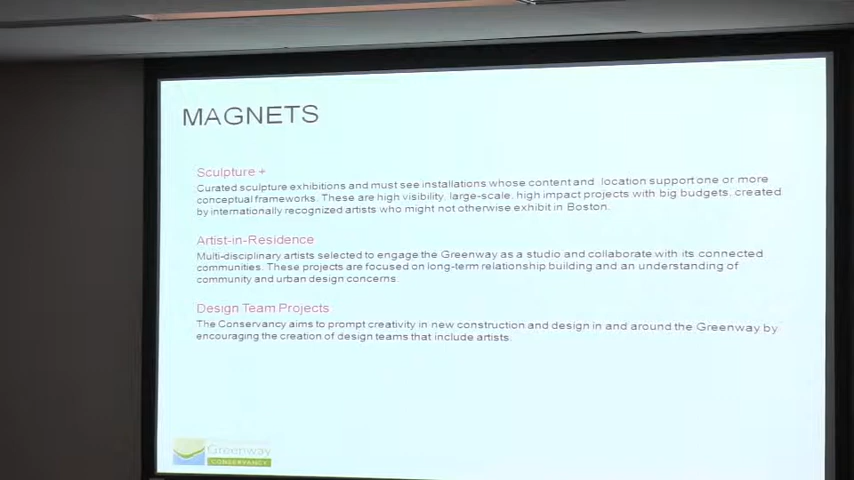 MAGNETS
Sculpture +
Curated sculpture exhibitions and must see installations whose content and location support one or more
conceptual frameworks. These are high visibility, large-scale, high impact projects with big budgets, created
by internationally recognized artists who might not otherwise exhibit in Boston.
Artist-in-Residence
Multi-disciplinary artists selected to engage the Greenway as a studio and collaborate with its connected
communities. These projects are focused on long-term relationship building and an understanding of
community and urban design concerns.
Design Team Projects
The Conservancy aims to prompt creativity in new construction and design in and around the Greenway by
encouraging the creation of design teams that include artists.
Greenway
CONSERVANCY